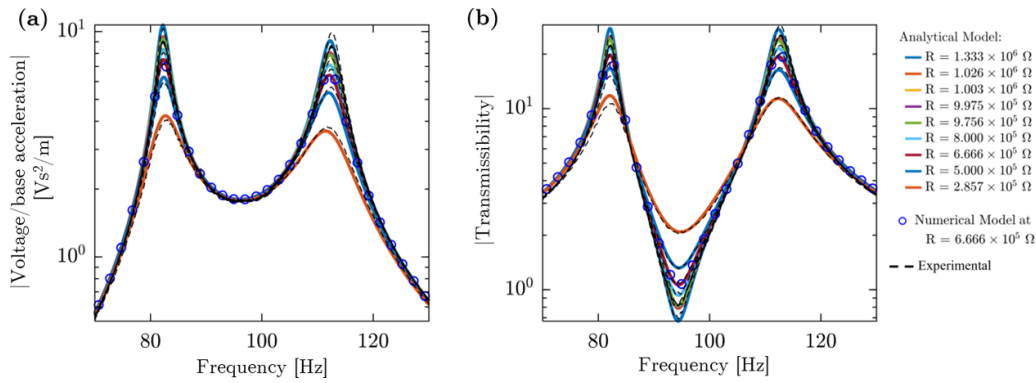 (a)
|Voltage/base acceleration|
[Vs²/m]
10¹
10⁰
80 100 120
Frequency [Hz]
(b)
|Transmissibility|
10¹
10⁰
80 100 120
Frequency [Hz]
Analytical Model:
R = 1.333 × 10⁶ Ω
R = 1.026 × 10⁶ Ω
R = 1.003 × 10⁶ Ω
R = 9.975 × 10⁵ Ω
R = 9.756 × 10⁵ Ω
R = 8.000 × 10⁵ Ω
R = 6.666 × 10⁵ Ω
R = 5.000 × 10⁵ Ω
R = 2.857 × 10⁵ Ω
Numerical Model at
R = 6.666 × 10⁵ Ω
Experimental